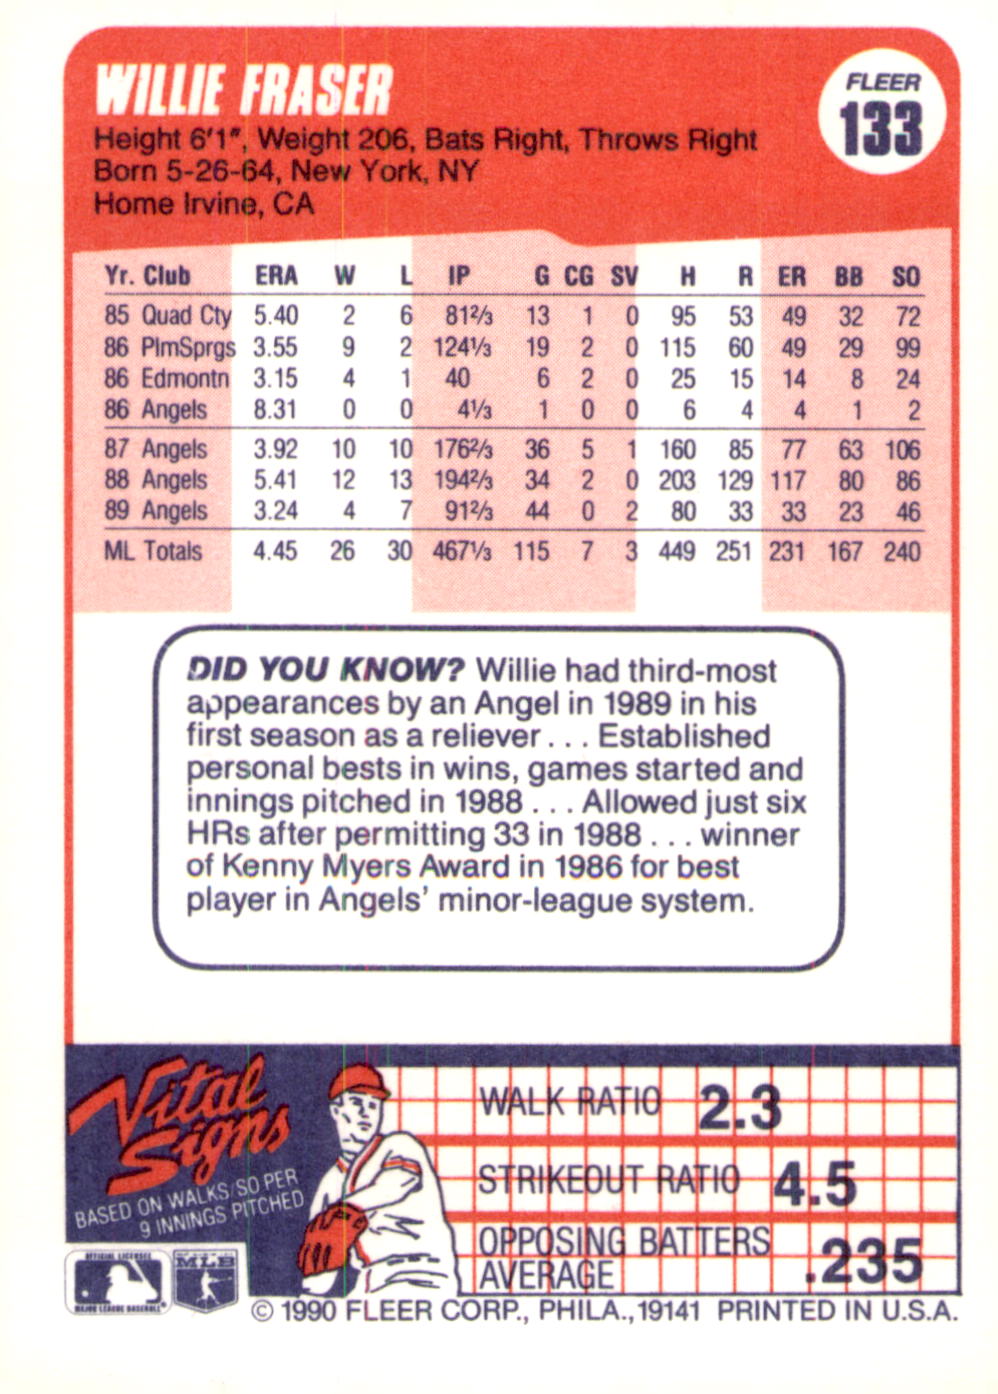 WILLIE FRASER
FLEER
133
Height 6'1", Weight 206, Bats Right, Throws Right
Born 5-26-64, New York, NY
Home Irvine, CA
Yr. Club ERA W L IP G CG SV H R ER BB SO
85 Quad Cty 5.40 2 6 81⅔ 13 1 0 95 53 49 32 72
86 PlmSprgs 3.55 9 2 124⅓ 19 2 0 115 60 49 29 99
86 Edmontn 3.15 4 1 40 6 2 0 25 15 14 8 24
86 Angels 8.31 0 0 4⅓ 1 0 0 6 4 4 1 2
87 Angels 3.92 10 10 176⅔ 36 5 1 160 85 77 63 106
88 Angels 5.41 12 13 194⅔ 34 2 0 203 129 117 80 86
89 Angels 3.24 4 7 91⅔ 44 0 2 80 33 33 23 46
ML Totals 4.45 26 30 467⅓ 115 7 3 449 251 231 167 240
DID YOU KNOW? Willie had third-most
appearances by an Angel in 1989 in his
first season as a reliever . . . Established
personal bests in wins, games started and
innings pitched in 1988 . . . Allowed just six
HRs after permitting 33 in 1988 . . . winner
of Kenny Myers Award in 1986 for best
player in Angels' minor-league system.
Vital
Signs
BASED ON WALKS/SO PER
9 INNINGS PITCHED
WALK RATIO 2.3
STRIKEOUT RATIO 4.5
OPPOSING BATTERS
AVERAGE .235
OFFICIAL LICENSEE
MAJOR LEAGUE BASEBALL
MLB
© 1990 FLEER CORP., PHILA., 19141 PRINTED IN U.S.A.